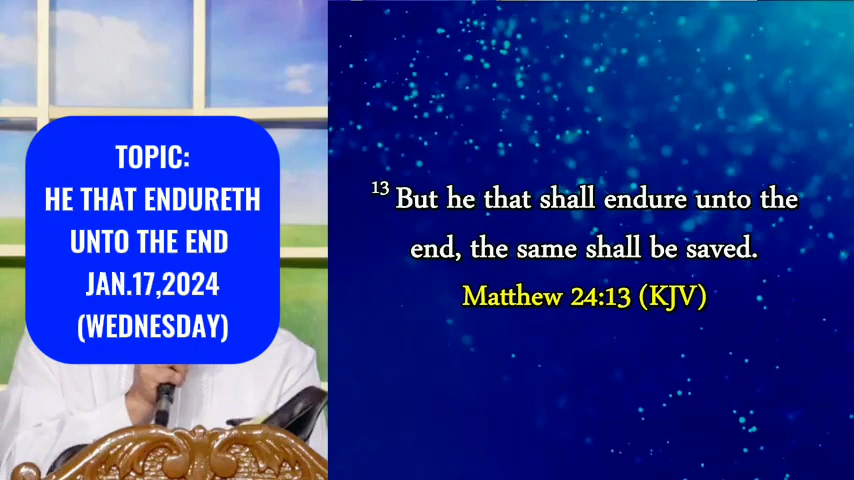 TOPIC:
HE THAT ENDURETH
UNTO THE END
JAN.17,2024
(WEDNESDAY)
13 But he that shall endure unto the
end, the same shall be saved.
Matthew 24:13 (KJV)